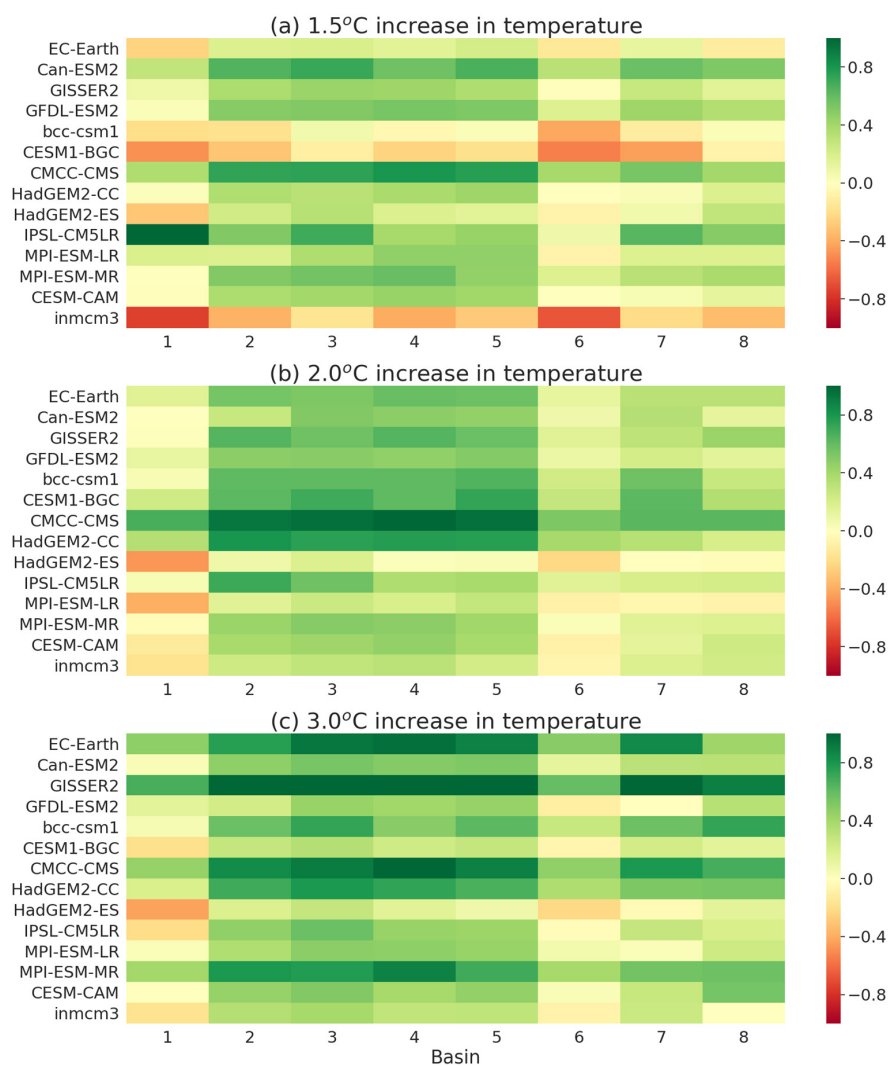 (a) 1.5°C increase in temperature
EC-Earth
Can-ESM2
GISSER2
GFDL-ESM2
bcc-csm1
CESM1-BGC
CMCC-CMS
HadGEM2-CC
HadGEM2-ES
IPSL-CM5LR
MPI-ESM-LR
MPI-ESM-MR
CESM-CAM
inmcm3
1 2 3 4 5 6 7 8
0.8
0.4
0.0
−0.4
−0.8
(b) 2.0°C increase in temperature
EC-Earth
Can-ESM2
GISSER2
GFDL-ESM2
bcc-csm1
CESM1-BGC
CMCC-CMS
HadGEM2-CC
HadGEM2-ES
IPSL-CM5LR
MPI-ESM-LR
MPI-ESM-MR
CESM-CAM
inmcm3
1 2 3 4 5 6 7 8
0.8
0.4
0.0
−0.4
−0.8
(c) 3.0°C increase in temperature
EC-Earth
Can-ESM2
GISSER2
GFDL-ESM2
bcc-csm1
CESM1-BGC
CMCC-CMS
HadGEM2-CC
HadGEM2-ES
IPSL-CM5LR
MPI-ESM-LR
MPI-ESM-MR
CESM-CAM
inmcm3
1 2 3 4 5 6 7 8
Basin
0.8
0.4
0.0
−0.4
−0.8